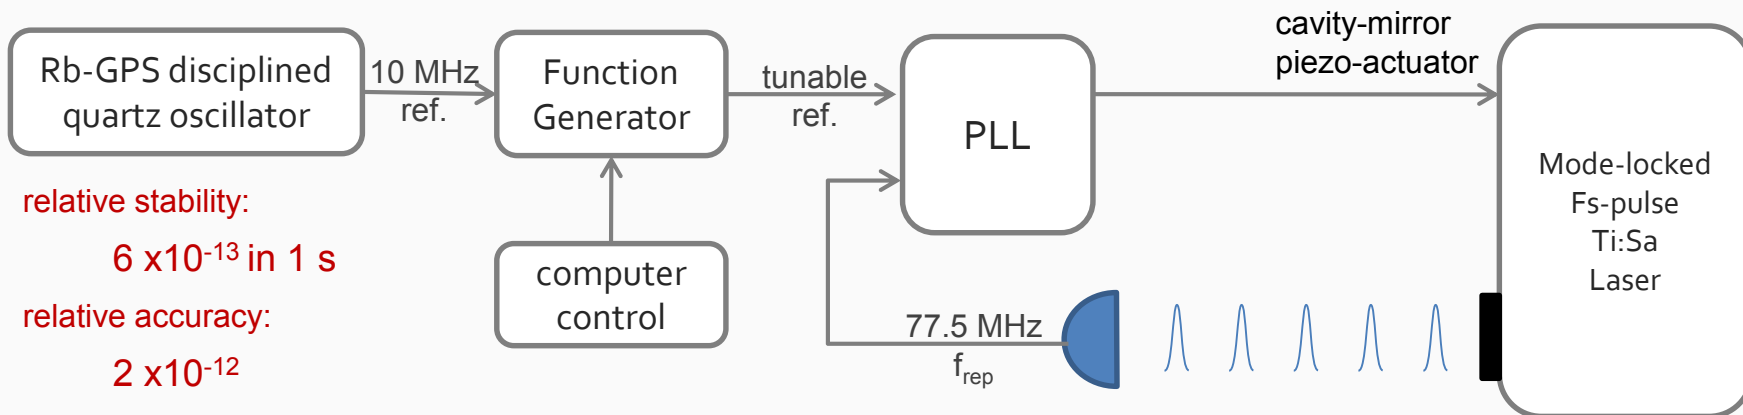 Rb-GPS disciplined
quartz oscillator
10 MHz
ref.
Function
Generator
tunable
ref.
PLL
cavity-mirror
piezo-actuator
Mode-locked
Fs-pulse
Ti:Sa
Laser
relative stability:
6 x10⁻¹³ in 1 s
relative accuracy:
2 x10⁻¹²
computer
control
77.5 MHz
f_rep